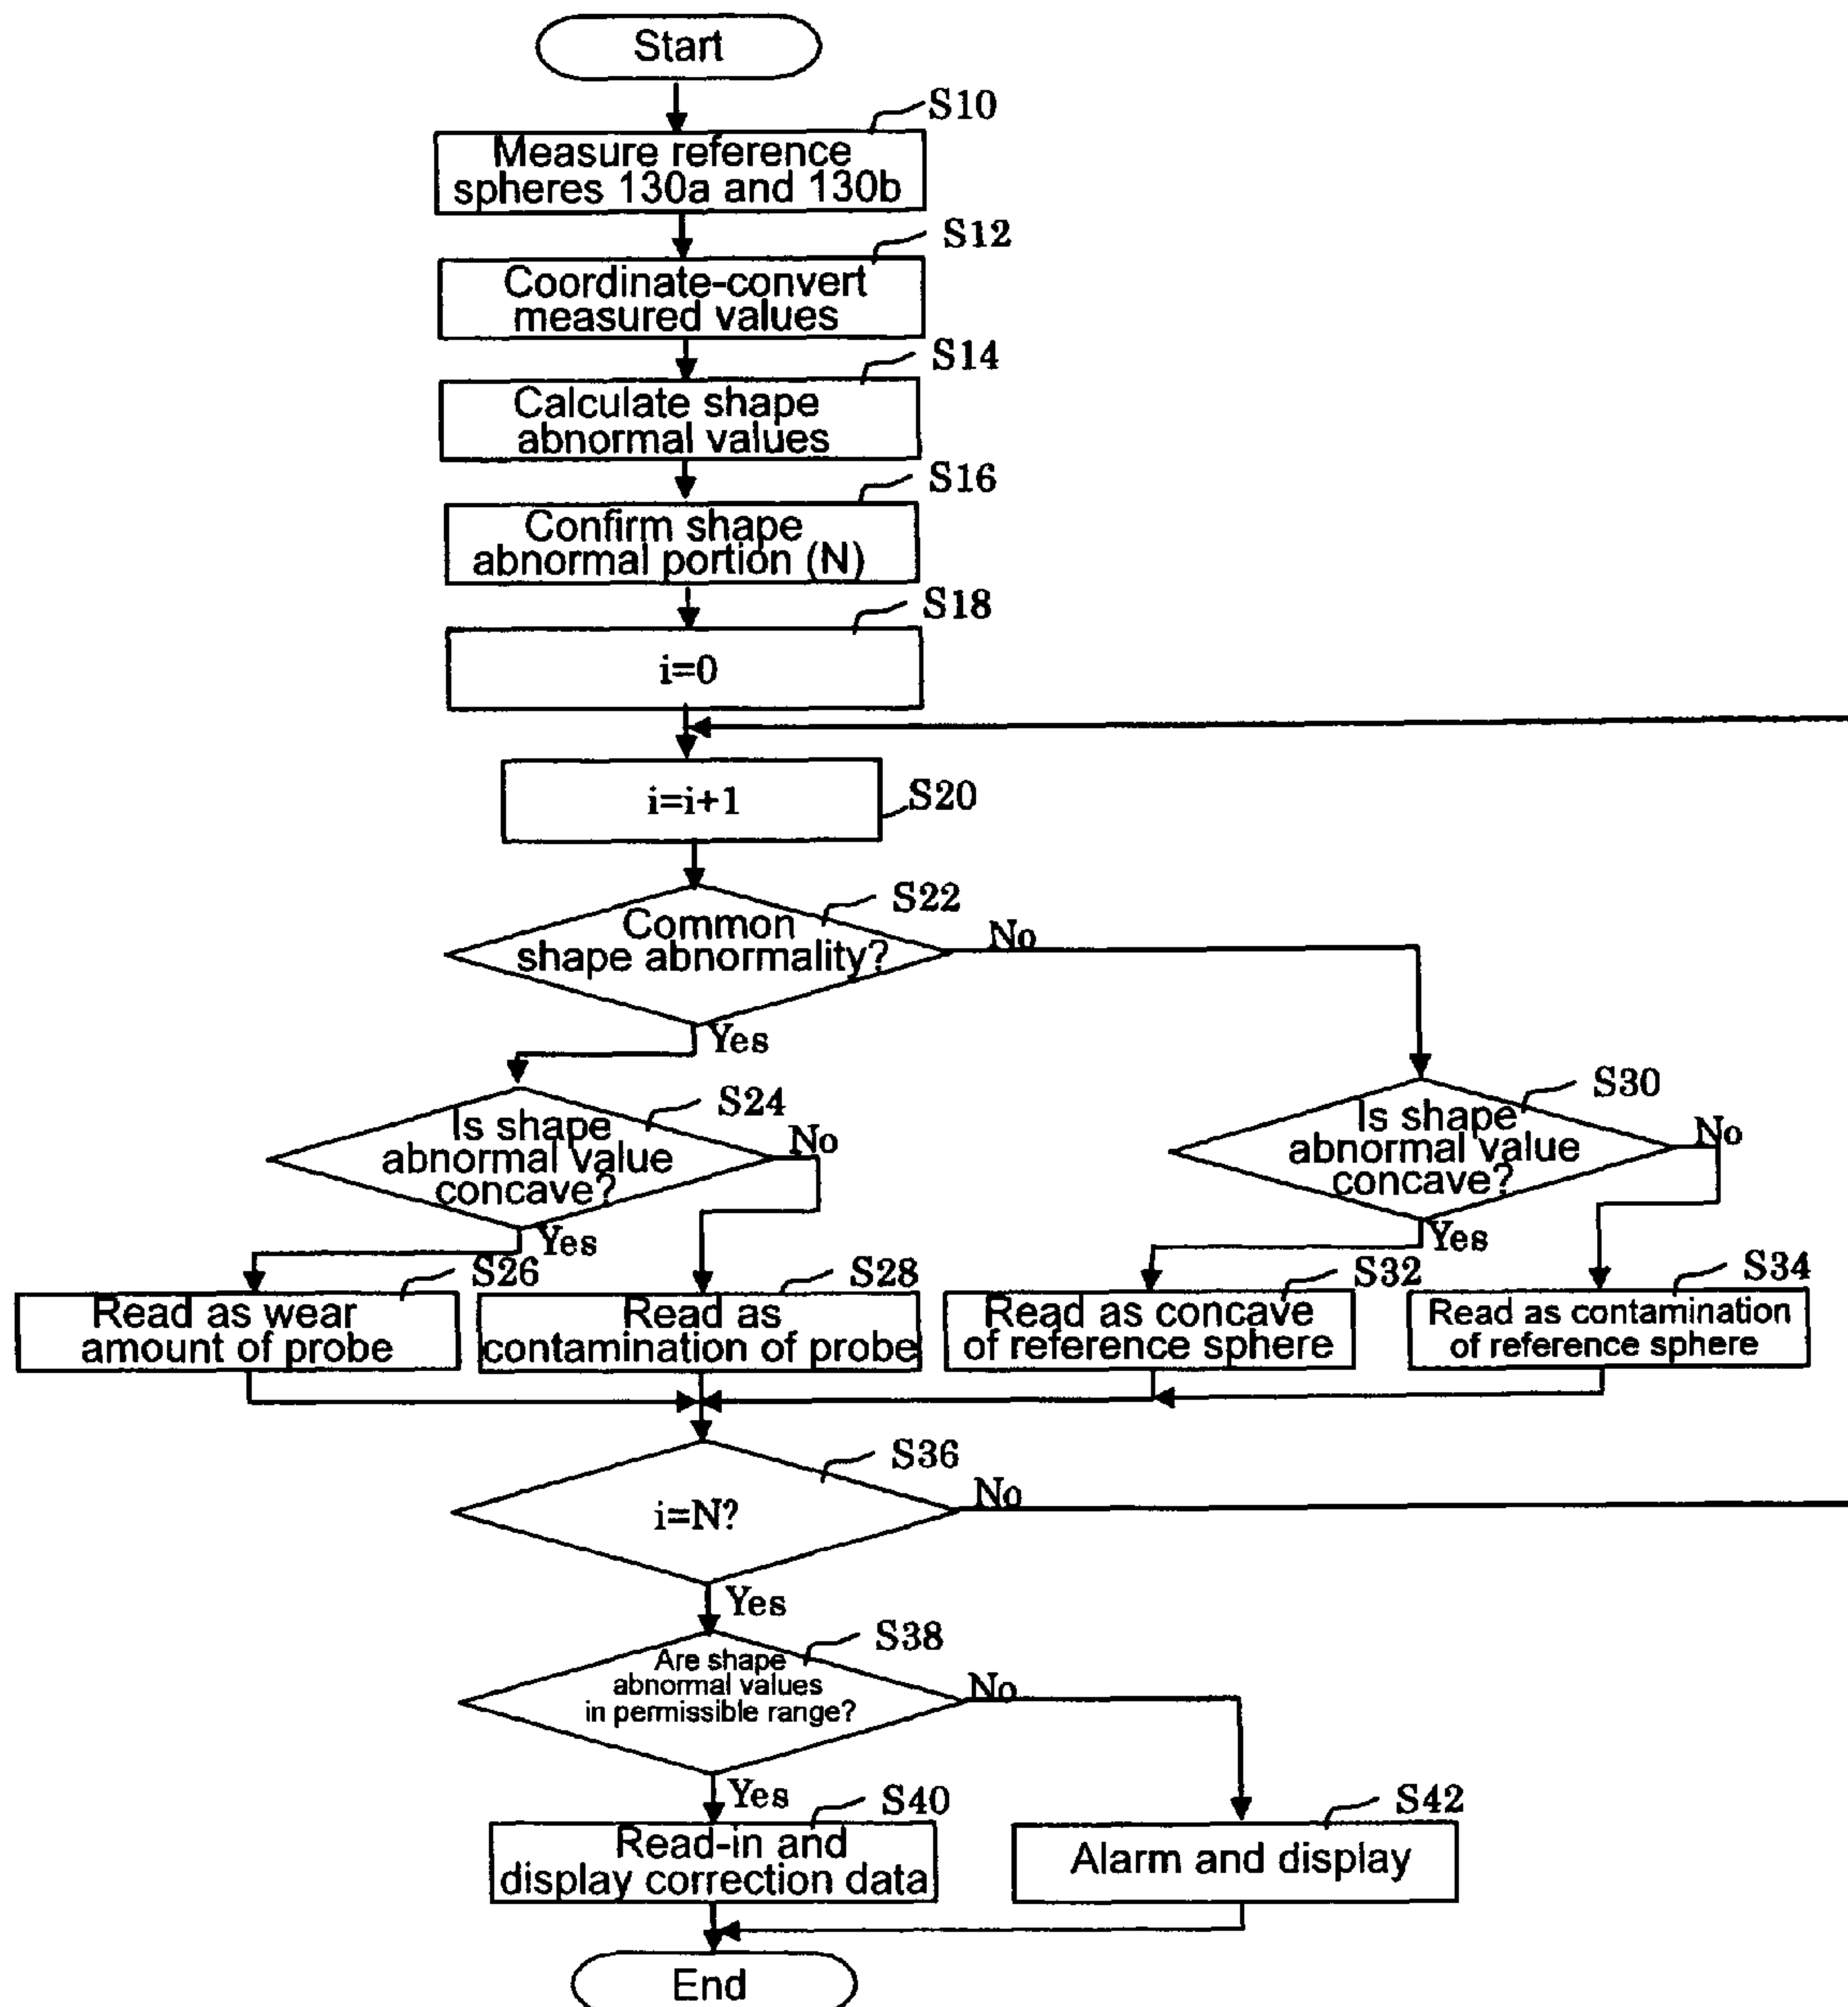 Start
S10
Measure reference
spheres 130a and 130b
S12
Coordinate-convert
measured values
S14
Calculate shape
abnormal values
S16
Confirm shape
abnormal portion (N)
S18
i=0
i=i+1
S20
S22
Common
shape abnormality?
No
Yes
S24
Is shape
abnormal value
concave?
No
Yes
S30
Is shape
abnormal value
concave?
No
Yes
S26
Read as wear
amount of probe
S28
Read as
contamination of probe
S32
Read as concave
of reference sphere
S34
Read as contamination
of reference sphere
S36
i=N?
No
Yes
S38
Are shape
abnormal values
in permissible range?
No
Yes
S40
Read-in and
display correction data
S42
Alarm and display
End